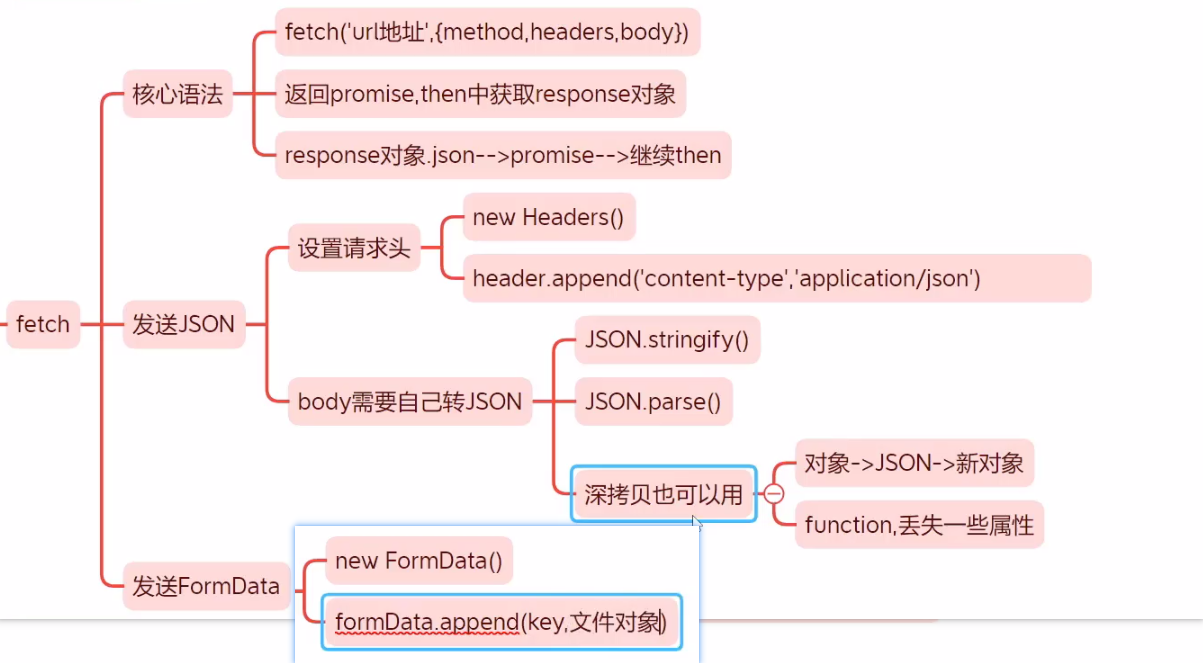 fetch('url地址',{method,headers,body})
核心语法
返回promise,then中获取response对象
response对象.json-->promise-->继续then
new Headers()
设置请求头
header.append('content-type','application/json')
fetch
发送JSON
JSON.stringify()
body需要自己转JSON
JSON.parse()
对象->JSON->新对象
深拷贝也可以用
function,丢失一些属性
new FormData()
发送FormData
formData.append(key,文件对象)